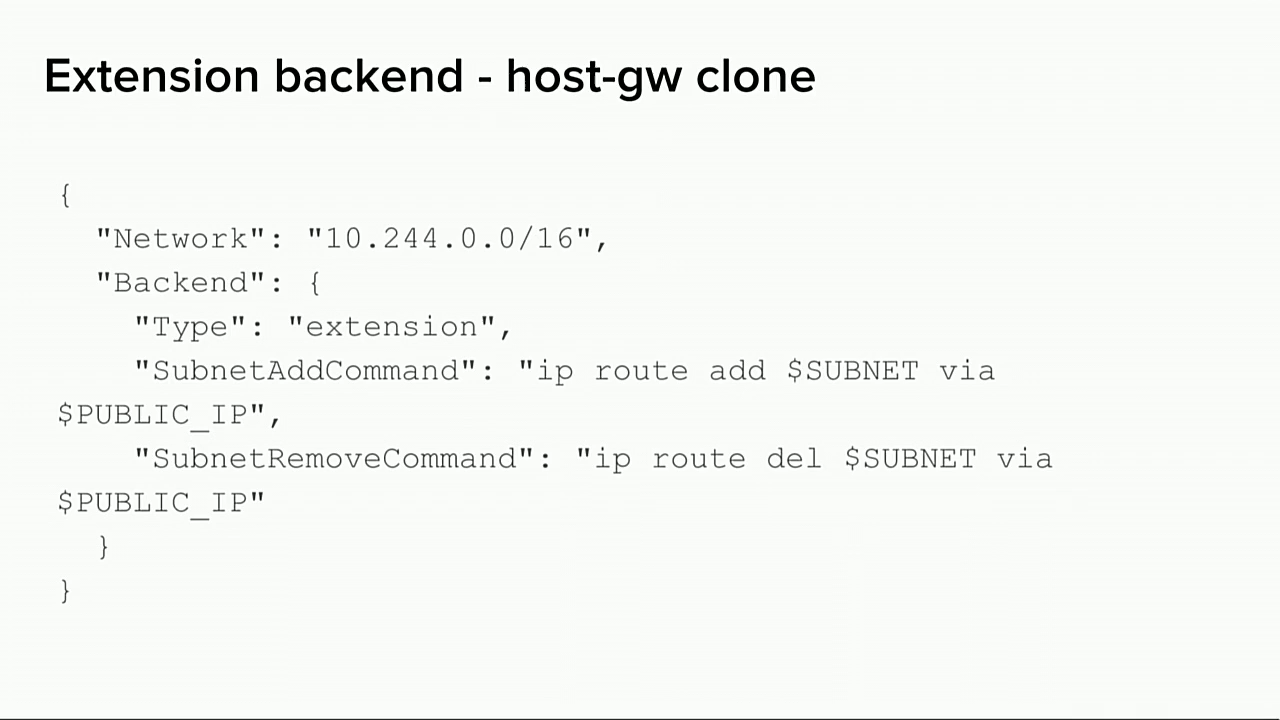 Extension backend - host-gw clone
{
  "Network": "10.244.0.0/16",
  "Backend": {
    "Type": "extension",
    "SubnetAddCommand": "ip route add $SUBNET via
$PUBLIC_IP",
    "SubnetRemoveCommand": "ip route del $SUBNET via
$PUBLIC_IP"
  }
}